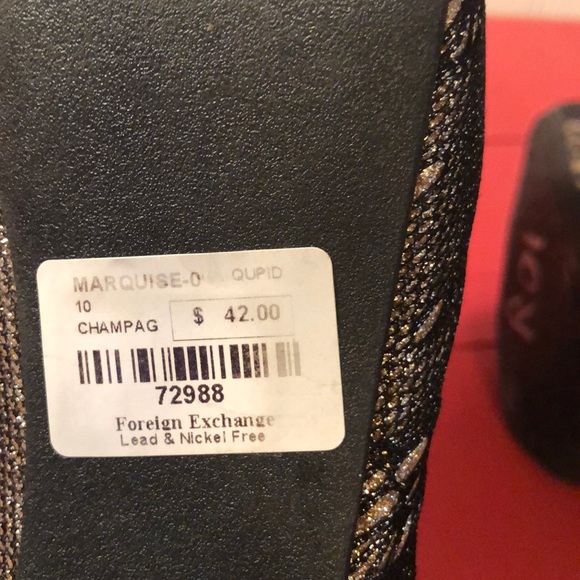 MARQUISE-0 QUPID
10
CHAMPAG $ 42.00
72988
Foreign Exchange
Lead & Nickel Free